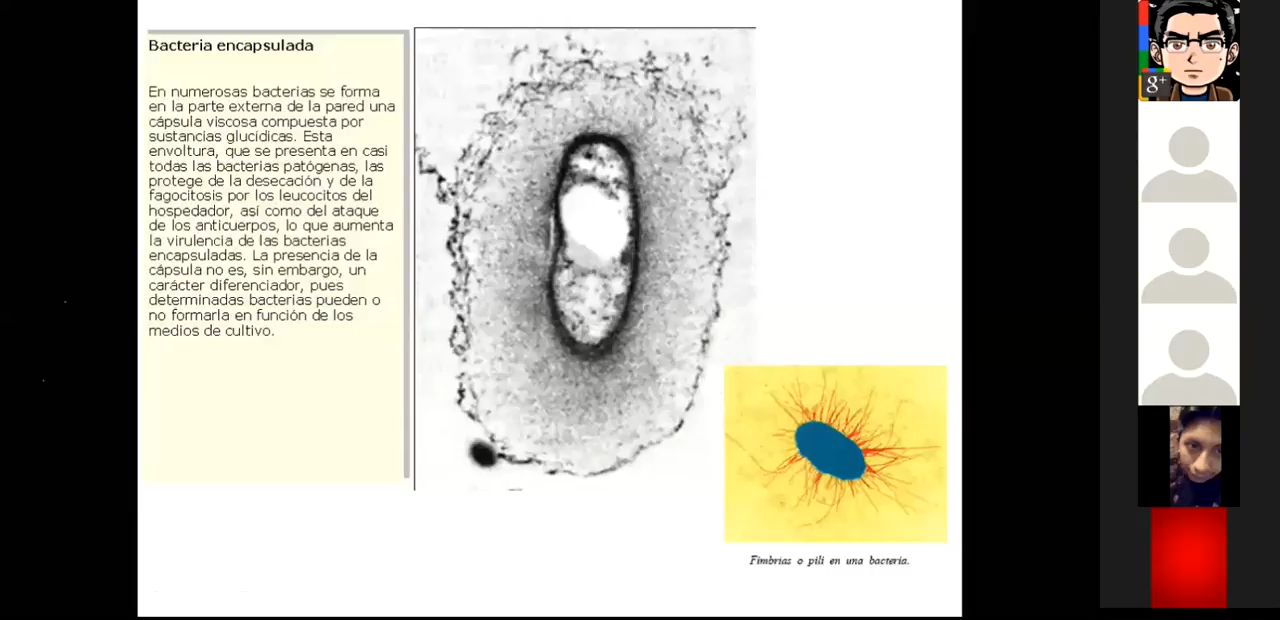 Bacteria encapsulada
En numerosas bacterias se forma
en la parte externa de la pared una
cápsula viscosa compuesta por
sustancias glucídicas. Esta
envoltura, que se presenta en casi
todas las bacterias patógenas, las
protege de la desecación y de la
fagocitosis por los leucocitos del
hospedador, así como del ataque
de los anticuerpos, lo que aumenta
la virulencia de las bacterias
encapsuladas. La presencia de la
cápsula no es, sin embargo, un
carácter diferenciador, pues
determinadas bacterias pueden o
no formarla en función de los
medios de cultivo.
Fimbrias o pili en una bacteria.
g+